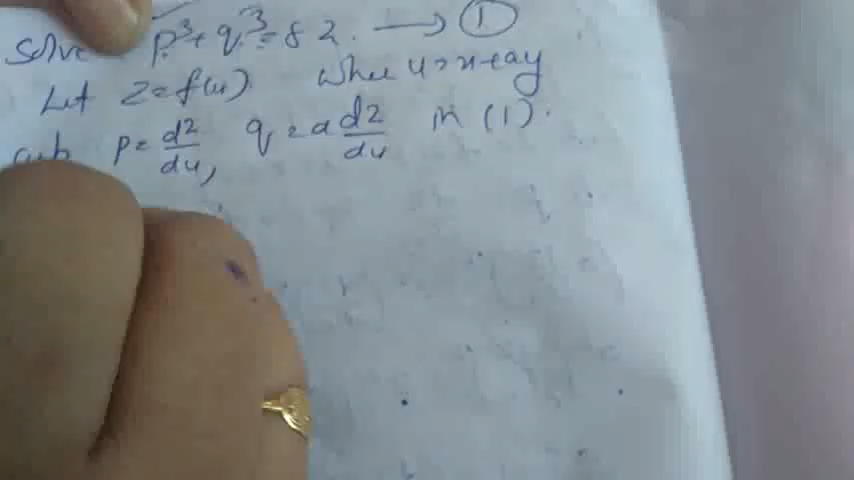 Solve p³+q³=8z. → ①
Let z=f(u). where u=x+ay
sub p=dz/du, q=a dz/du in (1).